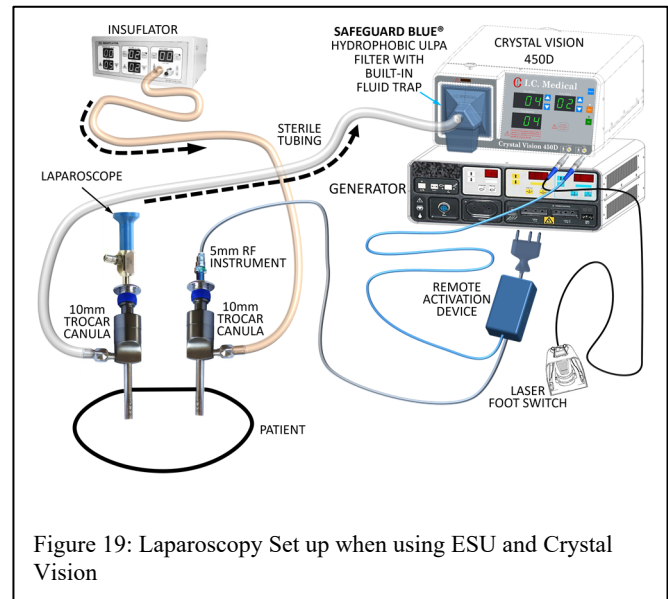 INSUFLATOR
SAFEGUARD BLUE®
HYDROPHOBIC ULPA
FILTER WITH
BUILT-IN
FLUID TRAP
CRYSTAL VISION
450D
I.C. Medical
04 02
04
Crystal Vision 450D
STERILE
TUBING
LAPAROSCOPE
GENERATOR
5mm RF
INSTRUMENT
10mm
TROCAR
CANULA
10mm
TROCAR
CANULA
REMOTE
ACTIVATION
DEVICE
LASER
FOOT SWITCH
PATIENT
Figure 19: Laparoscopy Set up when using ESU and Crystal
Vision